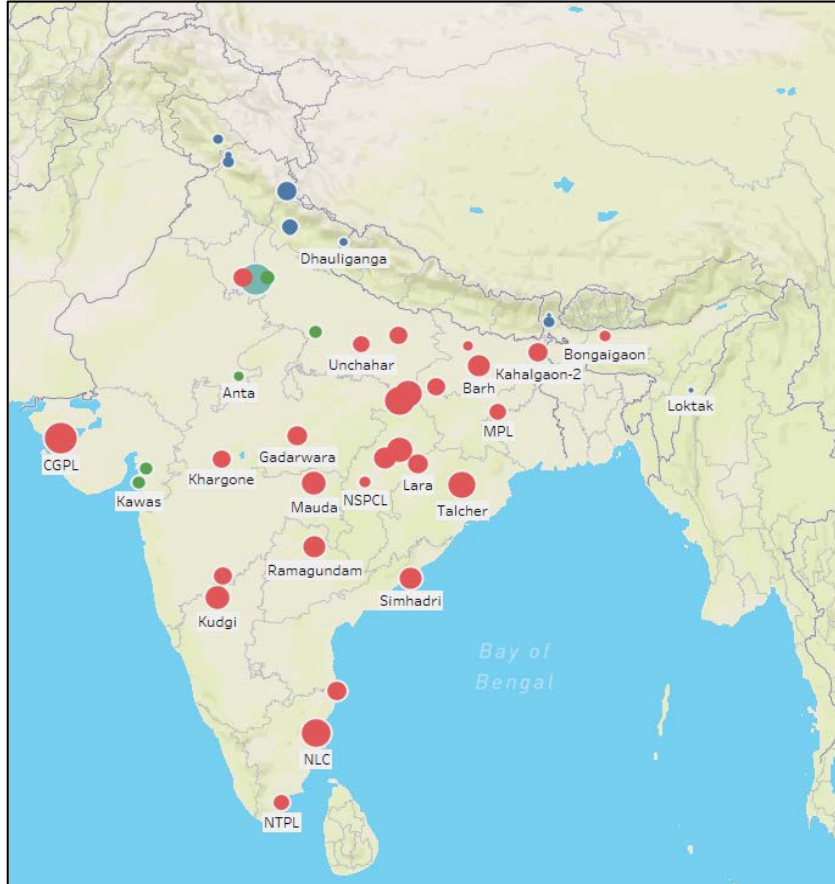 Dhauliganga
Unchahar
Bongaigaon
Kahalgaon-2
Barh
Anta
Loktak
MPL
CGPL
Gadarwara
Khargone
Lara
Kawas
Mauda
NSPCL
Talcher
Ramagundam
Simhadri
Kudgi
Bay of
Bengal
NLC
NTPL